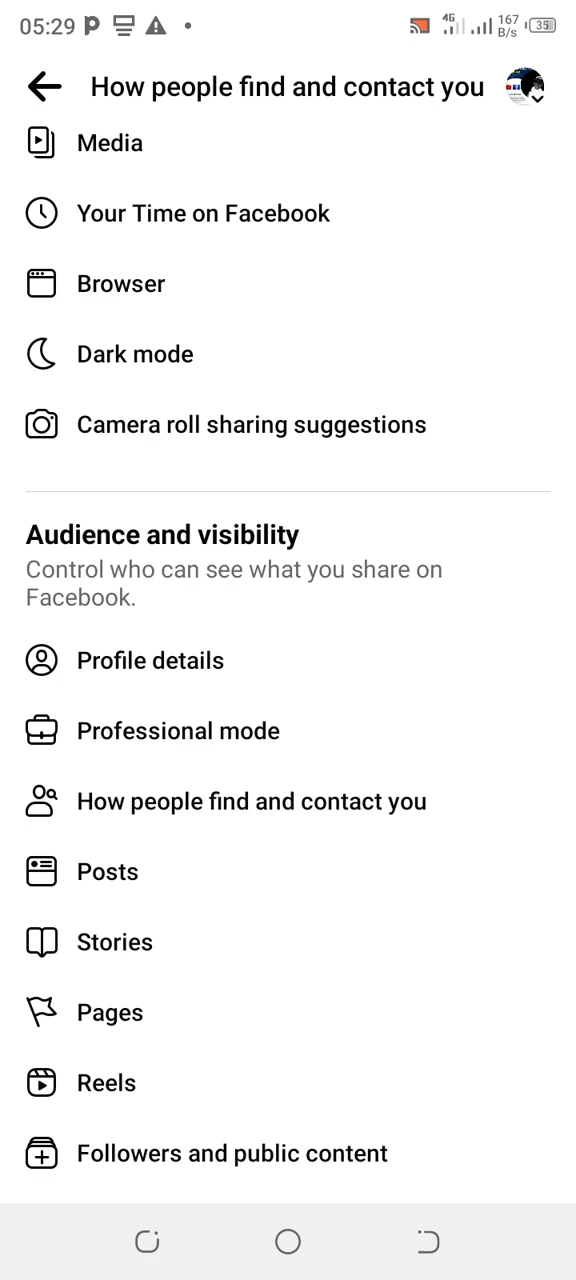 05:29 4G 167 B/s 35
How people find and contact you
Media
Your Time on Facebook
Browser
Dark mode
Camera roll sharing suggestions
Audience and visibility
Control who can see what you share on
Facebook.
Profile details
Professional mode
How people find and contact you
Posts
Stories
Pages
Reels
Followers and public content